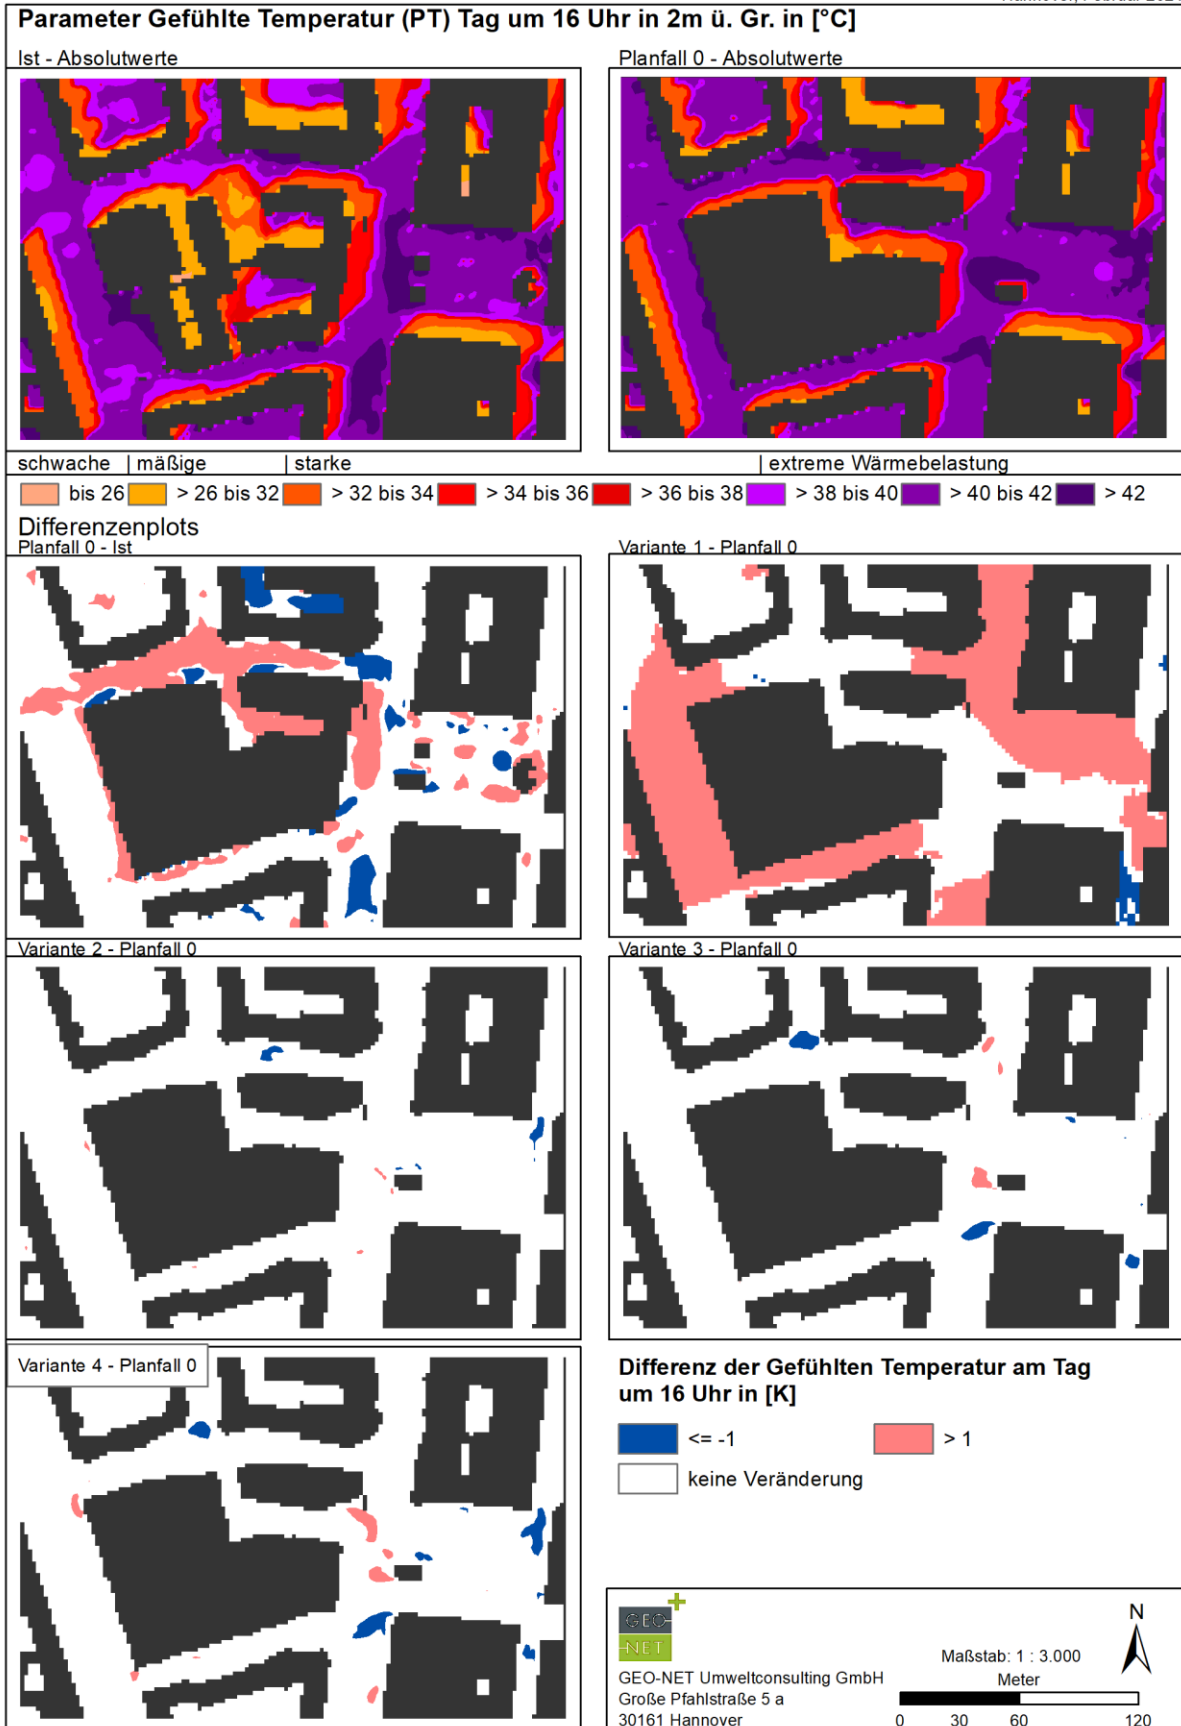 Parameter Gefühlte Temperatur (PT) Tag um 16 Uhr in 2m ü. Gr. in [°C]
Ist - Absolutwerte
Planfall 0 - Absolutwerte
schwache | mäßige | starke | extreme Wärmebelastung
bis 26 > 26 bis 32 > 32 bis 34 > 34 bis 36 > 36 bis 38 > 38 bis 40 > 40 bis 42 > 42
Differenzenplots
Planfall 0 - Ist
Variante 1 - Planfall 0
Variante 2 - Planfall 0
Variante 3 - Planfall 0
Variante 4 - Planfall 0
Differenz der Gefühlten Temperatur am Tag
um 16 Uhr in [K]
<= -1 > 1
keine Veränderung
GEO
NET
GEO-NET Umweltconsulting GmbH
Große Pfahlstraße 5 a
30161 Hannover
N
Maßstab: 1 : 3.000
Meter
0 30 60 120